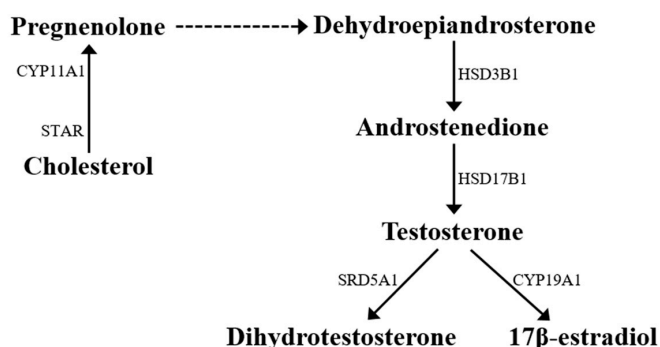 Pregnenolone
Dehydroepiandrosterone
CYP11A1
HSD3B1
STAR
Androstenedione
Cholesterol
HSD17B1
Testosterone
SRD5A1
CYP19A1
Dihydrotestosterone
17β-estradiol